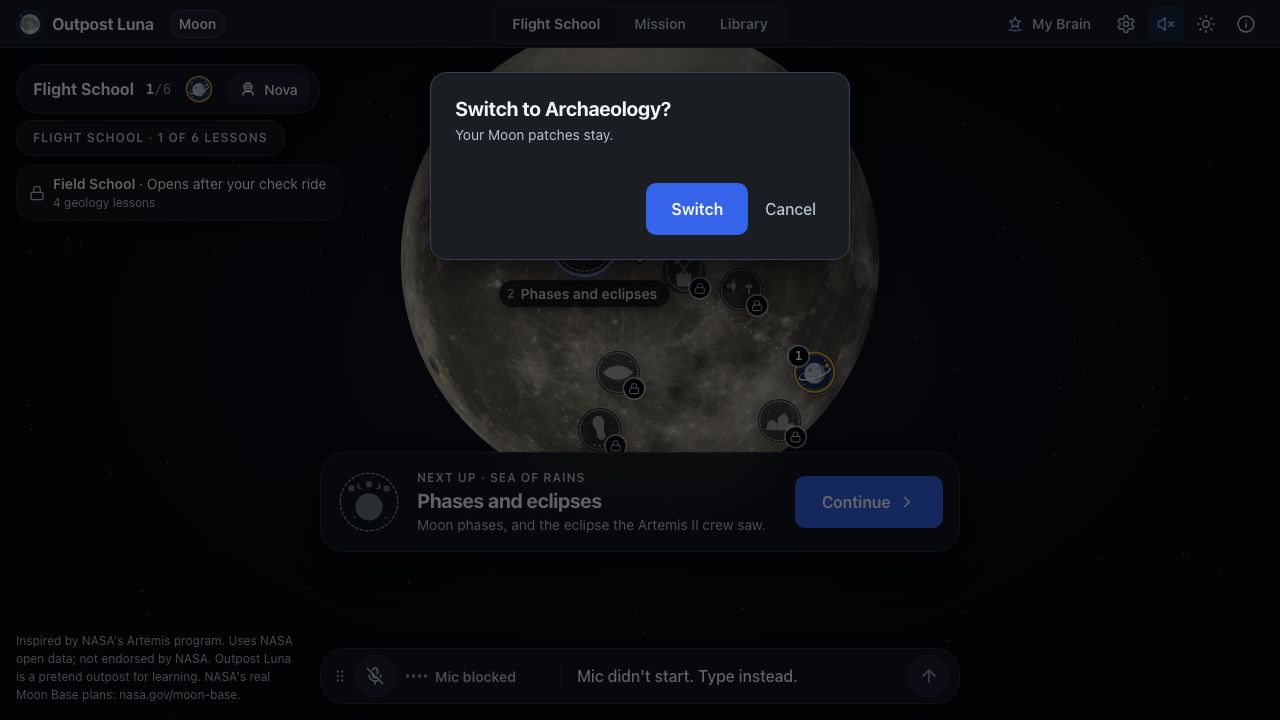 Outpost Luna
Moon
Flight School
Mission
Library
My Brain
Flight School 1/6
Nova
FLIGHT SCHOOL · 1 OF 6 LESSONS
Field School · Opens after your check ride
4 geology lessons
Switch to Archaeology?
Your Moon patches stay.
Switch
Cancel
2 Phases and eclipses
1
NEXT UP · SEA OF RAINS
Phases and eclipses
Moon phases, and the eclipse the Artemis II crew saw.
Continue
Inspired by NASA's Artemis program. Uses NASA
open data; not endorsed by NASA. Outpost Luna
is a pretend outpost for learning. NASA's real
Moon Base plans: nasa.gov/moon-base.
Mic blocked
Mic didn't start. Type instead.